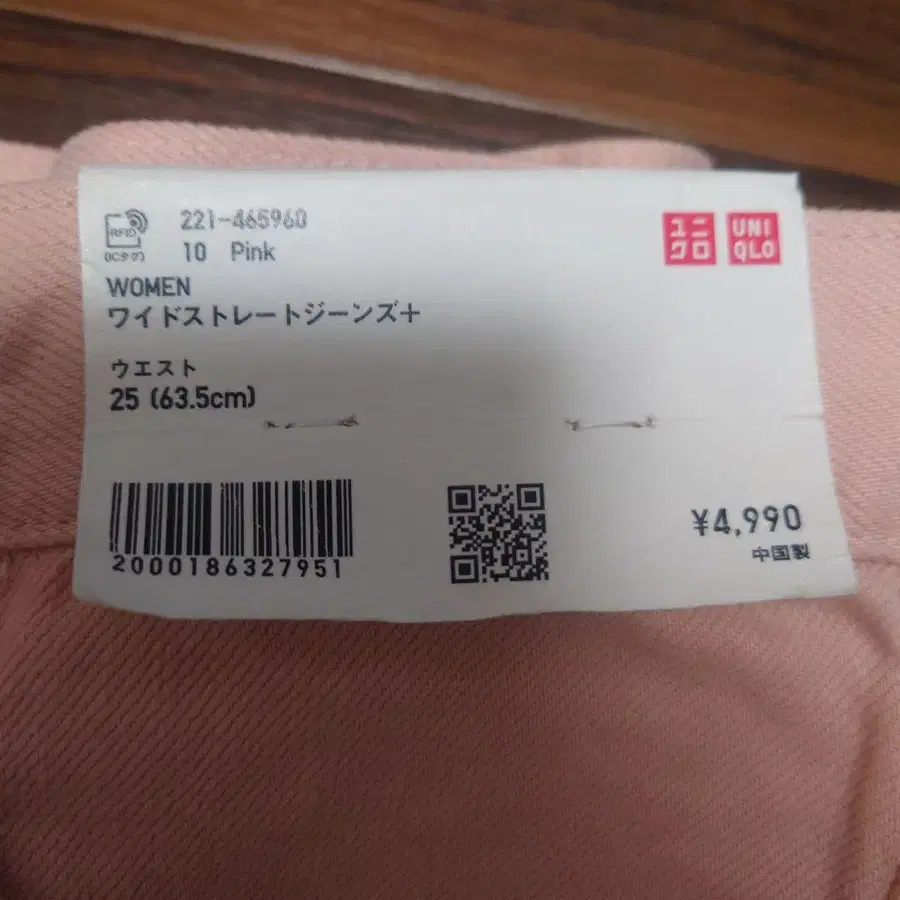 221-465960
RFID
(ICタグ)
10 Pink
ユニ
クロ
UNI
QLO
WOMEN
ワイドストレートジーンズ+
ウエスト
25 (63.5cm)
2000186327951
¥4,990
中国製